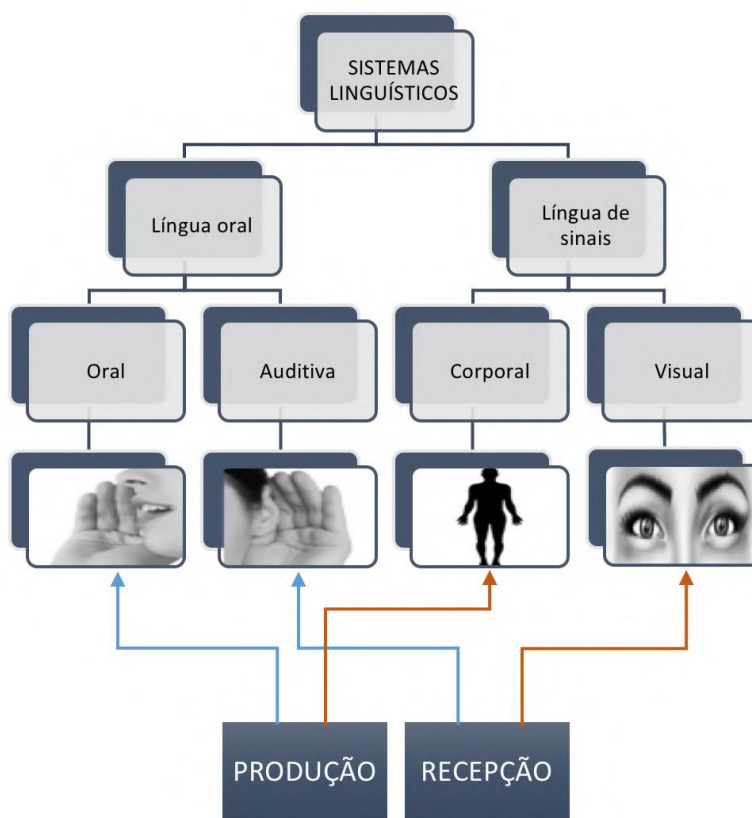 SISTEMAS
LINGUÍSTICOS
Língua oral
Língua de
sinais
Oral
Auditiva
Corporal
Visual
PRODUÇÃO
RECEPÇÃO